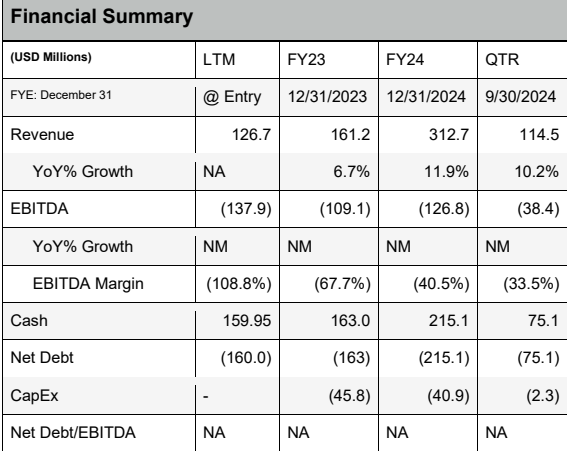 Financial Summary
(USD Millions) LTM FY23 FY24 QTR
FYE: December 31 @ Entry 12/31/2023 12/31/2024 9/30/2024
Revenue 126.7 161.2 312.7 114.5
YoY% Growth NA 6.7% 11.9% 10.2%
EBITDA (137.9) (109.1) (126.8) (38.4)
YoY% Growth NM NM NM NM
EBITDA Margin (108.8%) (67.7%) (40.5%) (33.5%)
Cash 159.95 163.0 215.1 75.1
Net Debt (160.0) (163) (215.1) (75.1)
CapEx - (45.8) (40.9) (2.3)
Net Debt/EBITDA NA NA NA NA